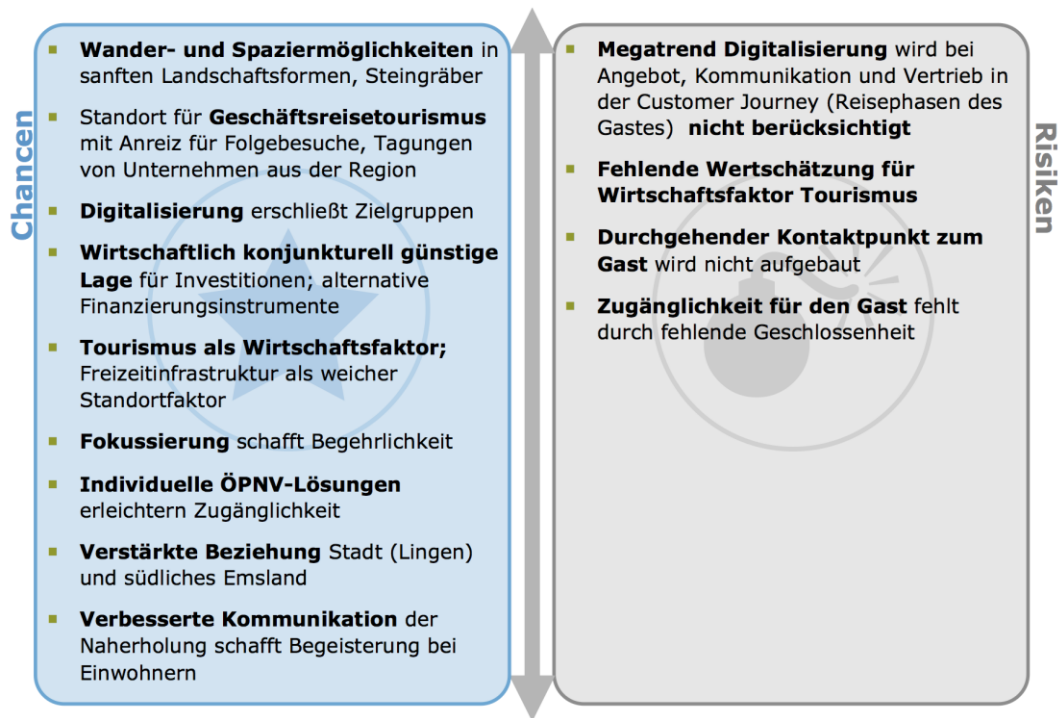 Chancen
▪ Wander- und Spaziermöglichkeiten in
sanften Landschaftsformen, Steingräber
▪ Standort für Geschäftsreisetourismus
mit Anreiz für Folgebesuche, Tagungen
von Unternehmen aus der Region
▪ Digitalisierung erschließt Zielgruppen
▪ Wirtschaftlich konjunkturell günstige
Lage für Investitionen; alternative
Finanzierungsinstrumente
▪ Tourismus als Wirtschaftsfaktor;
Freizeitinfrastruktur als weicher
Standortfaktor
▪ Fokussierung schafft Begehrlichkeit
▪ Individuelle ÖPNV-Lösungen
erleichtern Zugänglichkeit
▪ Verstärkte Beziehung Stadt (Lingen)
und südliches Emsland
▪ Verbesserte Kommunikation der
Naherholung schafft Begeisterung bei
Einwohnern
Risiken
▪ Megatrend Digitalisierung wird bei
Angebot, Kommunikation und Vertrieb in
der Customer Journey (Reisephasen des
Gastes) nicht berücksichtigt
▪ Fehlende Wertschätzung für
Wirtschaftsfaktor Tourismus
▪ Durchgehender Kontaktpunkt zum
Gast wird nicht aufgebaut
▪ Zugänglichkeit für den Gast fehlt
durch fehlende Geschlossenheit